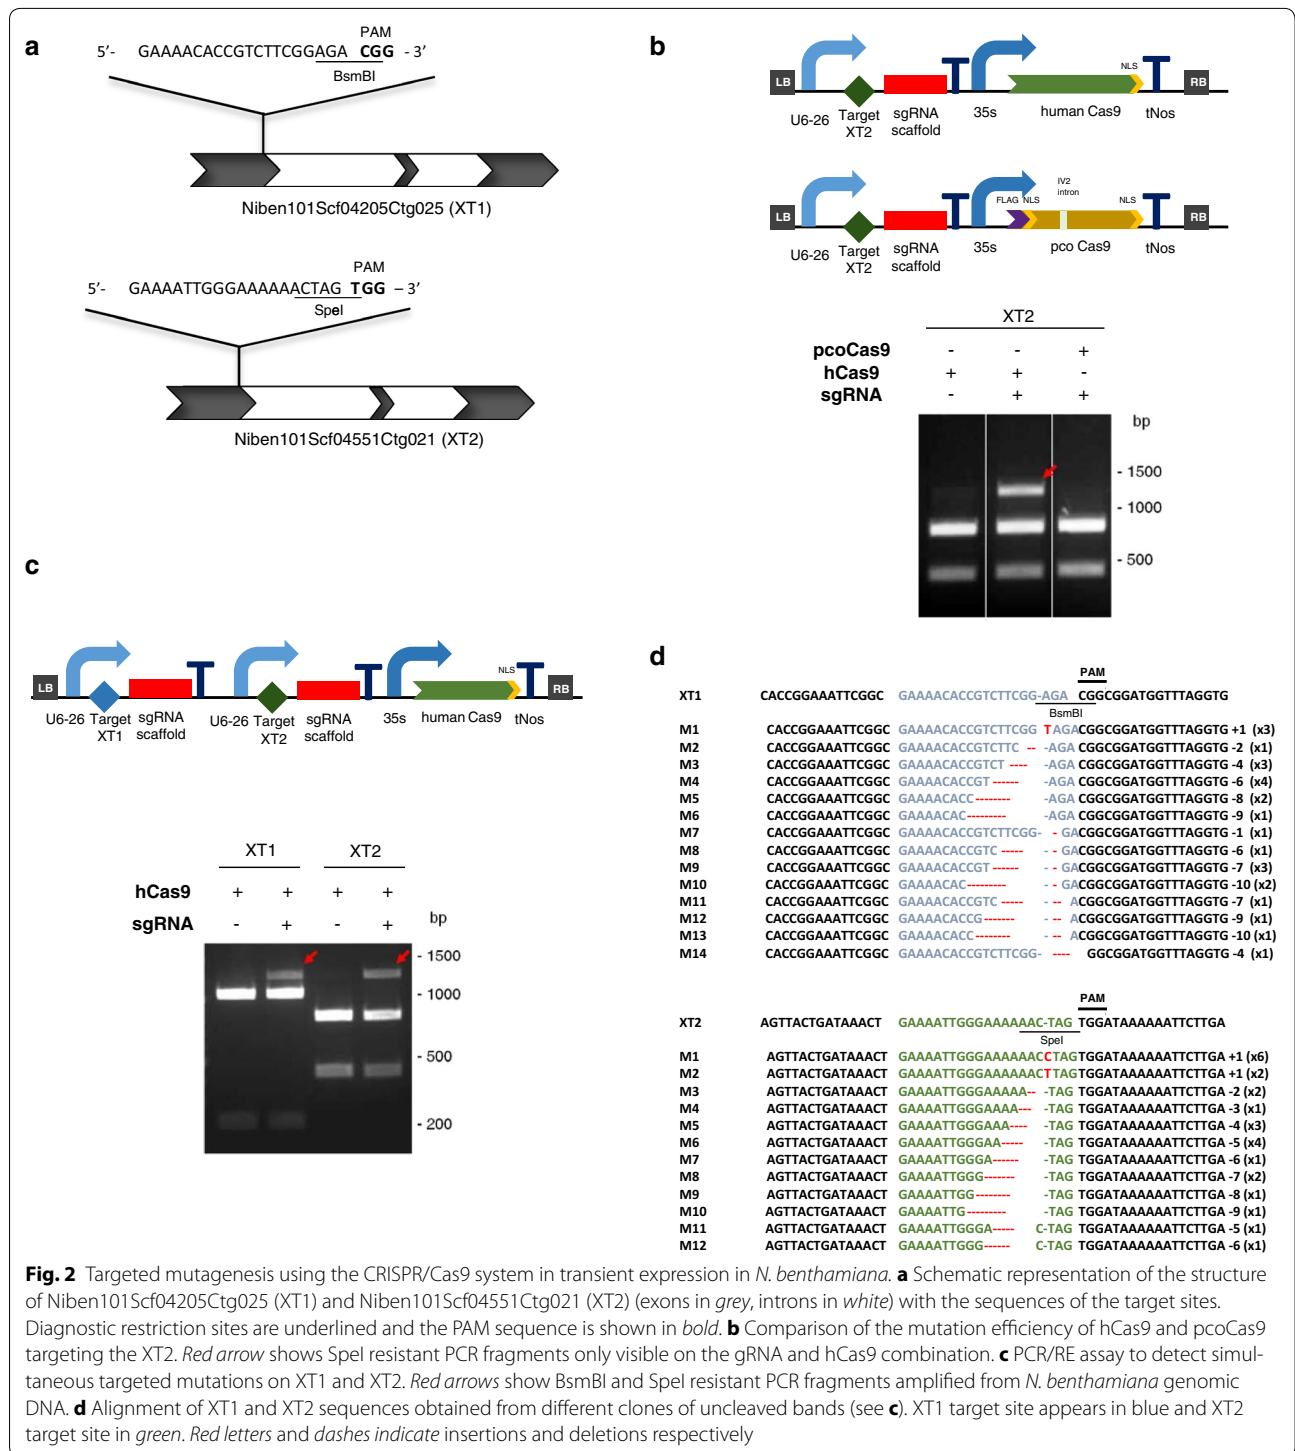 a
PAM
5'- GAAAACACCGTCTTCGGAGA CGG - 3'
BsmBI
Niben101Scf04205Ctg025 (XT1)
PAM
5'- GAAAATTGGGAAAAAACTAG TGG – 3'
SpeI
Niben101Scf04551Ctg021 (XT2)
b
LB U6-26 Target XT2 sgRNA scaffold 35s human Cas9 NLS tNos RB
LB U6-26 Target XT2 sgRNA scaffold 35s FLAG NLS IV2 intron pco Cas9 NLS tNos RB
XT2
pcoCas9 - - +
hCas9 + + -
sgRNA - + +
bp
- 1500
- 1000
- 500
c
LB U6-26 Target XT1 sgRNA scaffold U6-26 Target XT2 sgRNA scaffold 35s human Cas9 NLS tNos RB
XT1 XT2
hCas9 + + + +
sgRNA - + - +
bp
- 1500
- 1000
- 500
- 200
d
PAM
XT1 CACCGGAAATTCGGC GAAAACACCGTCTTCGG-AGA CGGCGGATGGTTTAGGTG
BsmBI
M1 CACCGGAAATTCGGC GAAAACACCGTCTTCGG TAGACGGCGGATGGTTTAGGTG +1 (x3)
M2 CACCGGAAATTCGGC GAAAACACCGTCTTC -- -AGA CGGCGGATGGTTTAGGTG -2 (x1)
M3 CACCGGAAATTCGGC GAAAACACCGTCT ---- -AGA CGGCGGATGGTTTAGGTG -4 (x3)
M4 CACCGGAAATTCGGC GAAAACACCGT ------ -AGA CGGCGGATGGTTTAGGTG -6 (x4)
M5 CACCGGAAATTCGGC GAAAACACC-------- -AGA CGGCGGATGGTTTAGGTG -8 (x2)
M6 CACCGGAAATTCGGC GAAAACAC--------- -AGA CGGCGGATGGTTTAGGTG -9 (x1)
M7 CACCGGAAATTCGGC GAAAACACCGTCTTCGG- - GACGGCGGATGGTTTAGGTG -1 (x1)
M8 CACCGGAAATTCGGC GAAAACACCGTC ----- - - GACGGCGGATGGTTTAGGTG -6 (x1)
M9 CACCGGAAATTCGGC GAAAACACCGT ------ - - GACGGCGGATGGTTTAGGTG -7 (x3)
M10 CACCGGAAATTCGGC GAAAACAC--------- - - GACGGCGGATGGTTTAGGTG -10 (x2)
M11 CACCGGAAATTCGGC GAAAACACCGTC ----- - -- ACGGCGGATGGTTTAGGTG -7 (x1)
M12 CACCGGAAATTCGGC GAAAACACCG------- - -- ACGGCGGATGGTTTAGGTG -9 (x1)
M13 CACCGGAAATTCGGC GAAAACACC-------- - -- ACGGCGGATGGTTTAGGTG -10 (x1)
M14 CACCGGAAATTCGGC GAAAACACCGTCTTCGG- ---- GGCGGATGGTTTAGGTG -4 (x1)
PAM
XT2 AGTTACTGATAAACT GAAAATTGGGAAAAAAC-TAG TGGATAAAAAATTCTTGA
SpeI
M1 AGTTACTGATAAACT GAAAATTGGGAAAAAACCTAGTGGATAAAAAATTCTTGA +1 (x6)
M2 AGTTACTGATAAACT GAAAATTGGGAAAAAACTTAGTGGATAAAAAATTCTTGA +1 (x2)
M3 AGTTACTGATAAACT GAAAATTGGGAAAAA-- -TAG TGGATAAAAAATTCTTGA -2 (x2)
M4 AGTTACTGATAAACT GAAAATTGGGAAAA--- -TAG TGGATAAAAAATTCTTGA -3 (x1)
M5 AGTTACTGATAAACT GAAAATTGGGAAA---- -TAG TGGATAAAAAATTCTTGA -4 (x3)
M6 AGTTACTGATAAACT GAAAATTGGGAA----- -TAG TGGATAAAAAATTCTTGA -5 (x4)
M7 AGTTACTGATAAACT GAAAATTGGGA------ -TAG TGGATAAAAAATTCTTGA -6 (x1)
M8 AGTTACTGATAAACT GAAAATTGGG------- -TAG TGGATAAAAAATTCTTGA -7 (x2)
M9 AGTTACTGATAAACT GAAAATTGG-------- -TAG TGGATAAAAAATTCTTGA -8 (x1)
M10 AGTTACTGATAAACT GAAAATTG--------- -TAG TGGATAAAAAATTCTTGA -9 (x1)
M11 AGTTACTGATAAACT GAAAATTGGGA----- C-TAG TGGATAAAAAATTCTTGA -5 (x1)
M12 AGTTACTGATAAACT GAAAATTGGG------ C-TAG TGGATAAAAAATTCTTGA -6 (x1)
Fig. 2 Targeted mutagenesis using the CRISPR/Cas9 system in transient expression in N. benthamiana. a Schematic representation of the structure
of Niben101Scf04205Ctg025 (XT1) and Niben101Scf04551Ctg021 (XT2) (exons in grey, introns in white) with the sequences of the target sites.
Diagnostic restriction sites are underlined and the PAM sequence is shown in bold. b Comparison of the mutation efficiency of hCas9 and pcoCas9
targeting the XT2. Red arrow shows SpeI resistant PCR fragments only visible on the gRNA and hCas9 combination. c PCR/RE assay to detect simul-
taneous targeted mutations on XT1 and XT2. Red arrows show BsmBI and SpeI resistant PCR fragments amplified from N. benthamiana genomic
DNA. d Alignment of XT1 and XT2 sequences obtained from different clones of uncleaved bands (see c). XT1 target site appears in blue and XT2
target site in green. Red letters and dashes indicate insertions and deletions respectively